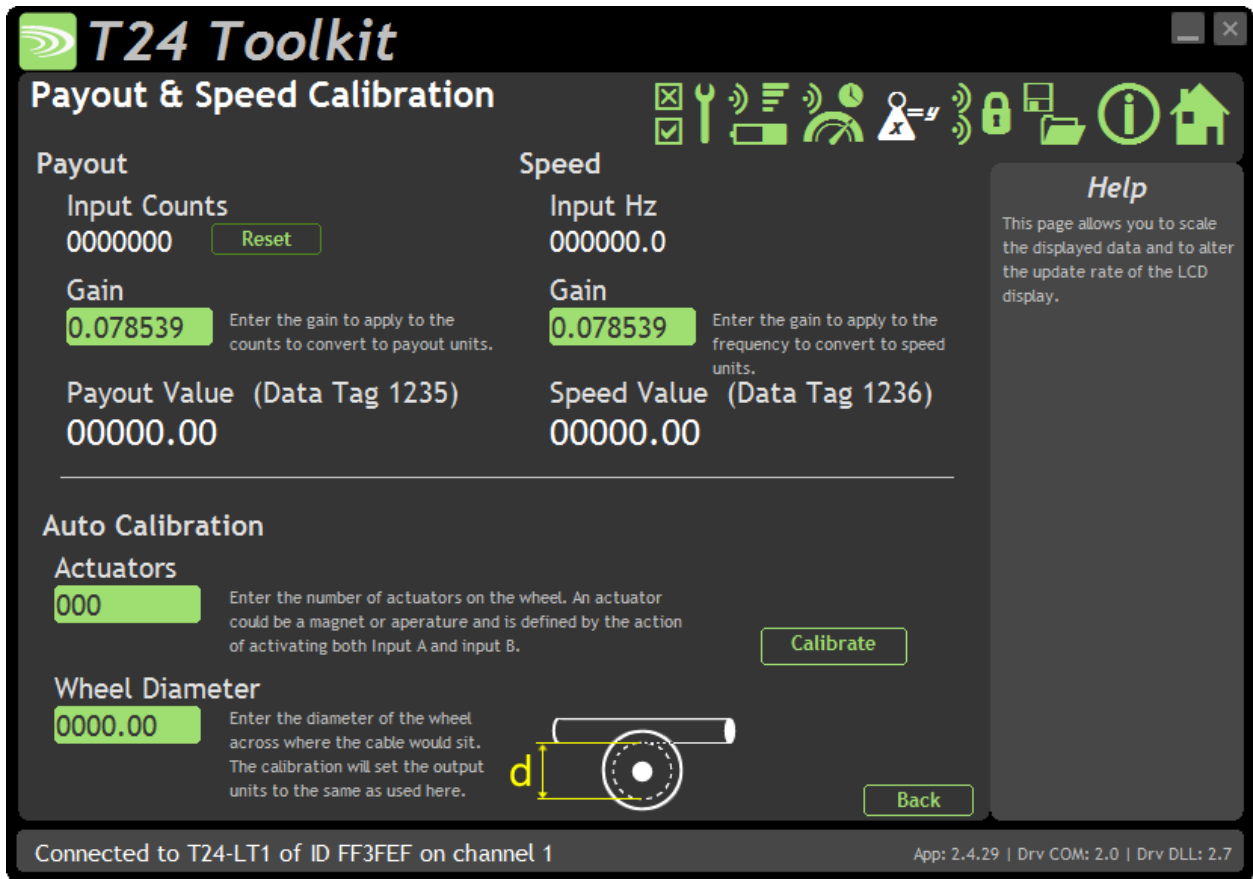 T24 Toolkit
Payout & Speed Calibration
x=y
Payout
Input Counts
0000000
Reset
Gain
0.078539
Enter the gain to apply to the
counts to convert to payout units.
Payout Value (Data Tag 1235)
00000.00
Speed
Input Hz
000000.0
Gain
0.078539
Enter the gain to apply to the
frequency to convert to speed
units.
Speed Value (Data Tag 1236)
00000.00
Auto Calibration
Actuators
000
Enter the number of actuators on the wheel. An actuator
could be a magnet or aperature and is defined by the action
of activating both Input A and input B.
Calibrate
Wheel Diameter
0000.00
Enter the diameter of the wheel
across where the cable would sit.
The calibration will set the output
units to the same as used here.
d
Back
Help
This page allows you to scale
the displayed data and to alter
the update rate of the LCD
display.
Connected to T24-LT1 of ID FF3FEF on channel 1
App: 2.4.29 | Drv COM: 2.0 | Drv DLL: 2.7